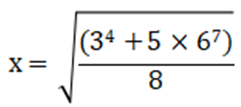 x = √((3⁴ + 5 × 6⁷)/8)